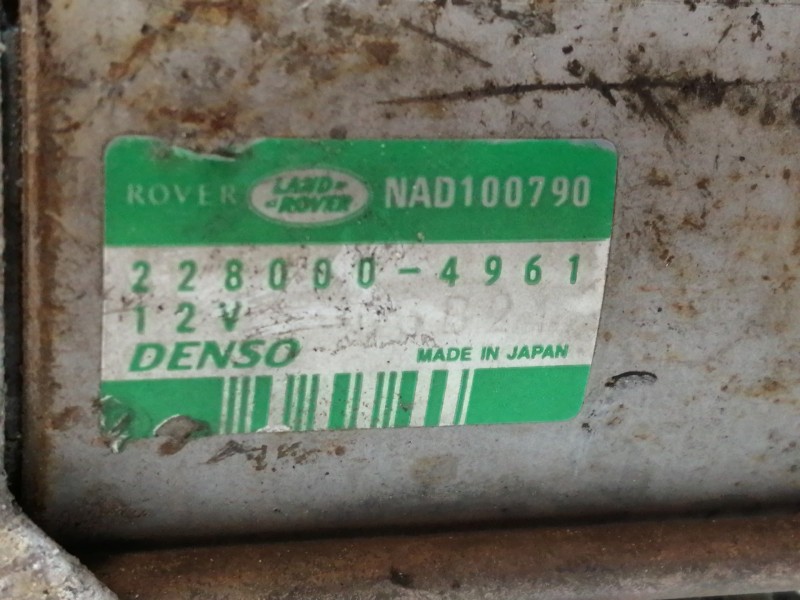 ROVER LAND ROVER NAD100790
228000-4961
12V
DENSO MADE IN JAPAN